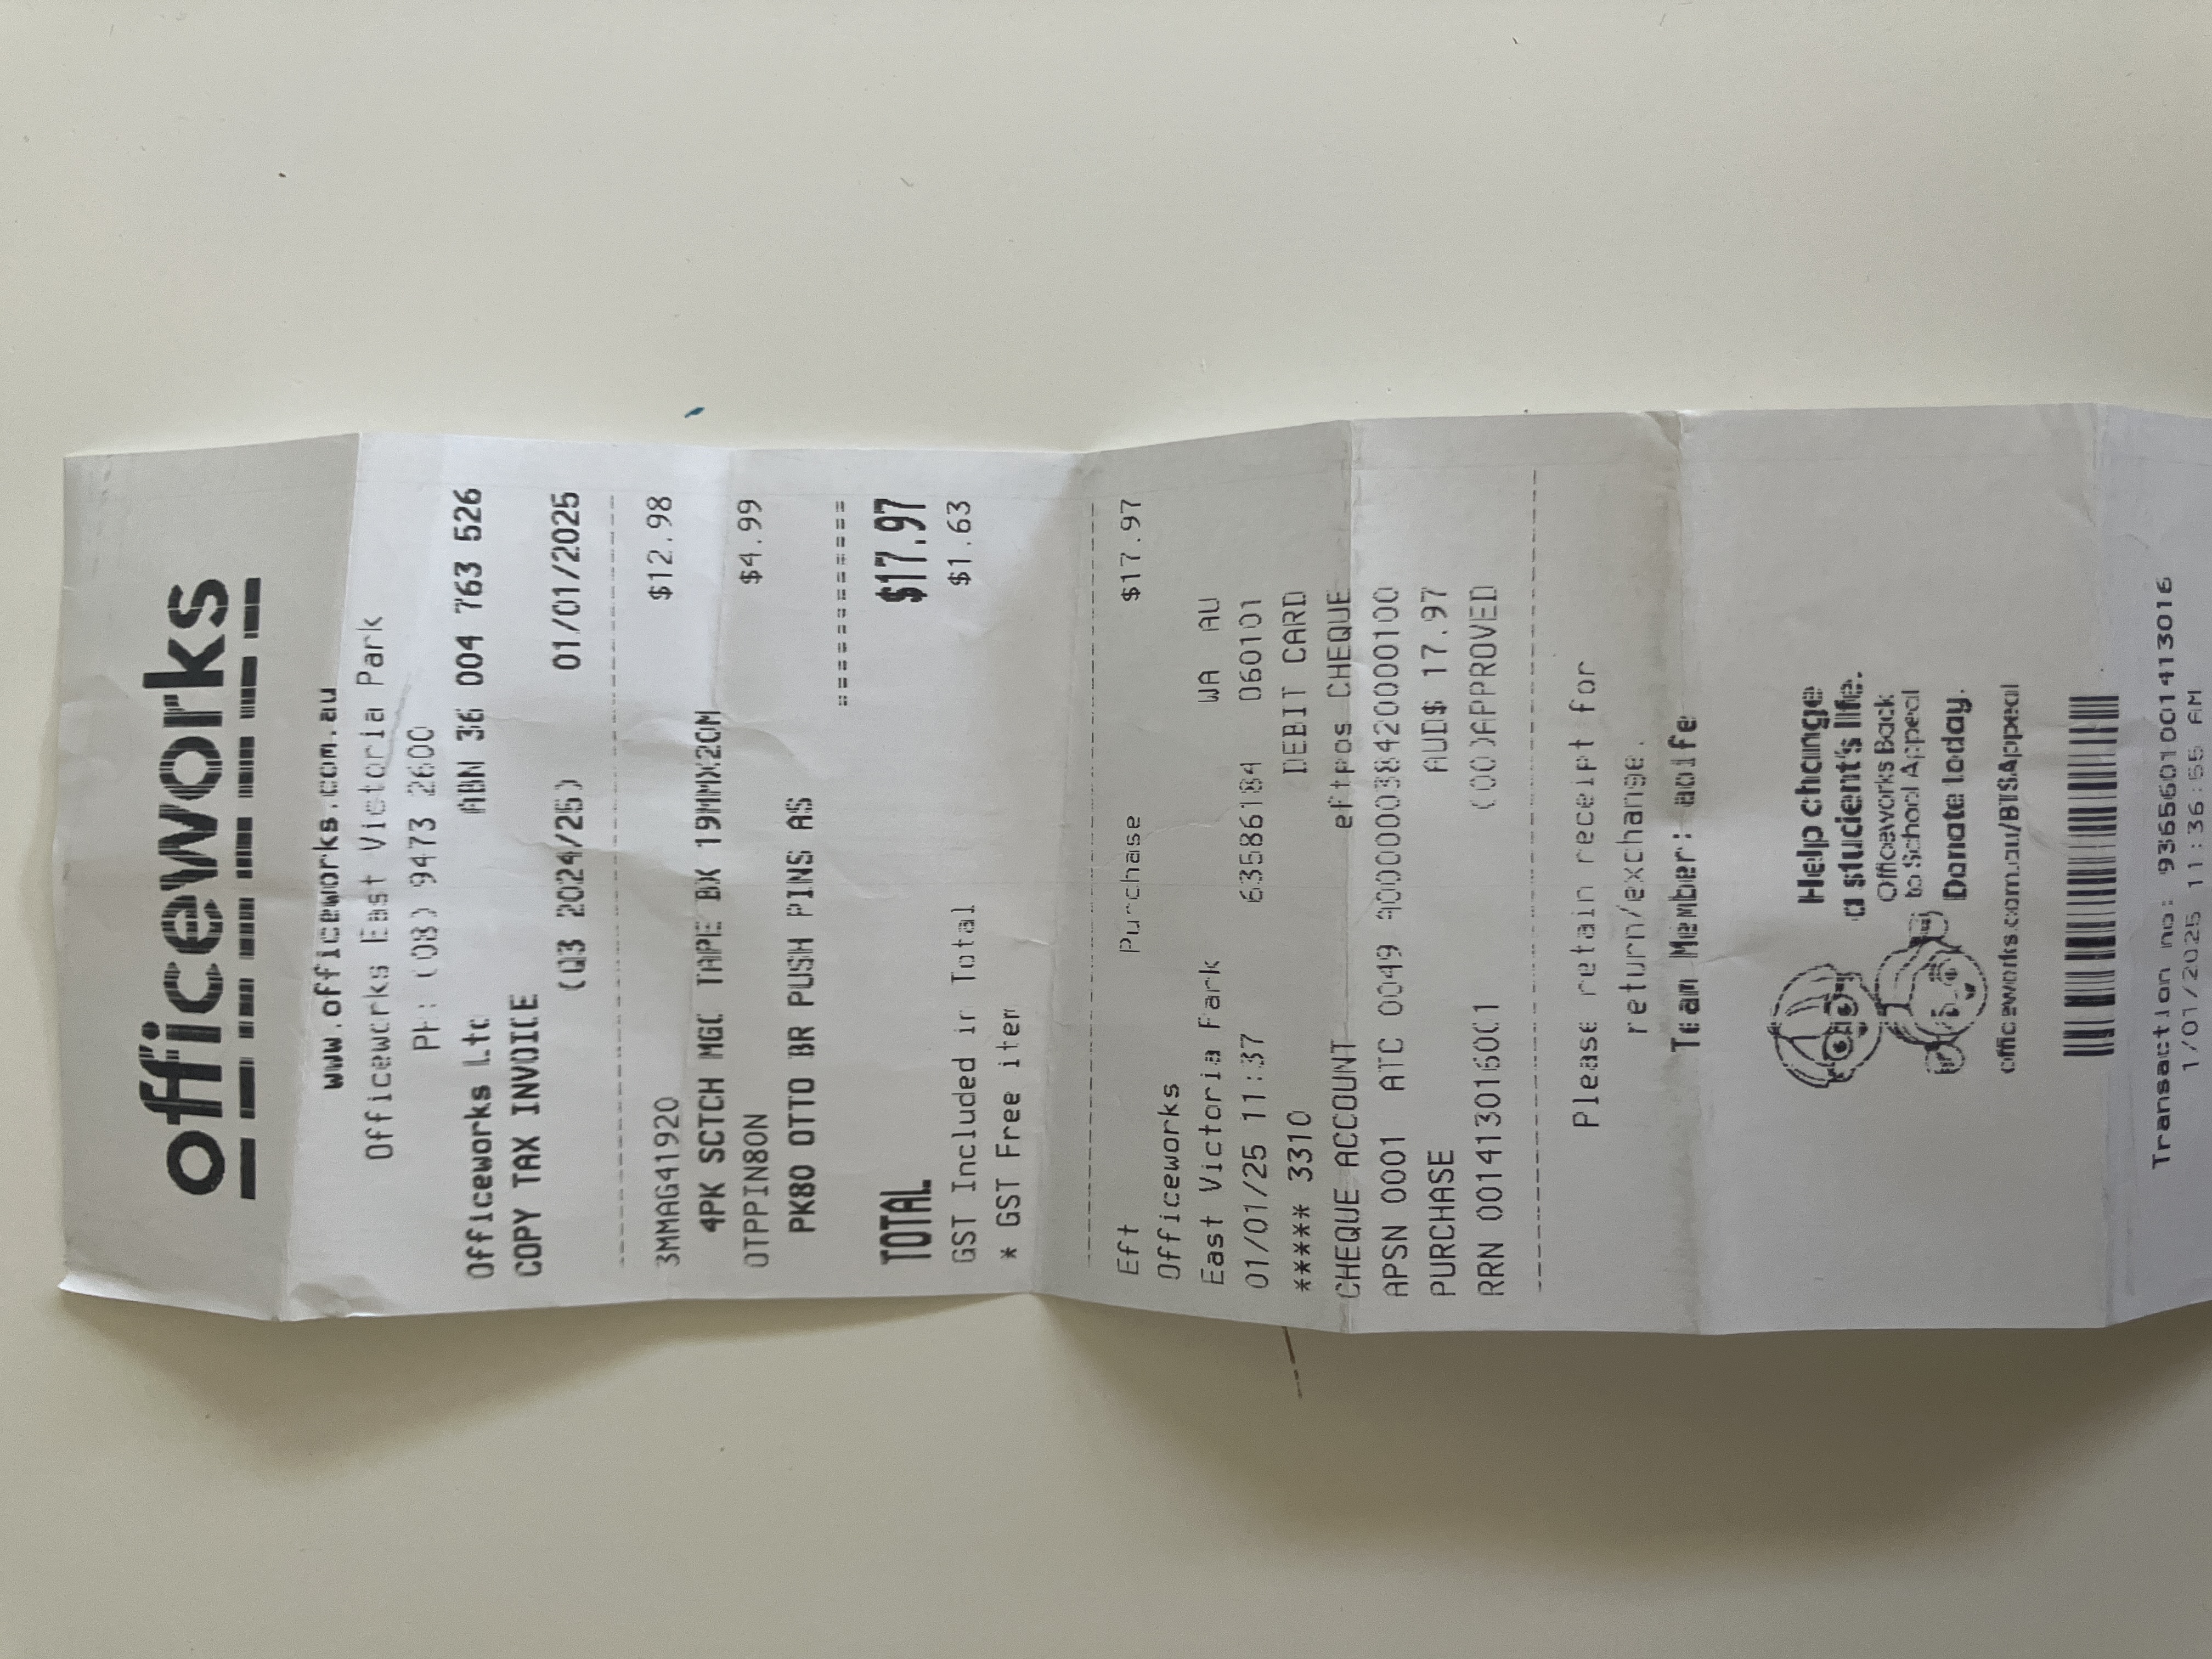 officeworks
www.officeworks.com.au
Officeworks East Victoria Park
PH: (08) 9473 2600
Officeworks Ltd ABN 36 004 763 526
COPY TAX INVOICE
(Q3 2024/25) 01/01/2025
3MMAG41920 $12.98
4PK SCTCH MGC TAPE BX 19MMX20M
OTPPIN80N $4.99
PK80 OTTO BR PUSH PINS AS
TOTAL $17.97
GST Included in Total $1.63
* GST Free item
Eft Purchase $17.97
Officeworks
East Victoria Park WA AU
01/01/25 11:37 63586184 060101
***** 3310 DEBIT CARD
CHEQUE ACCOUNT eftpos CHEQUE
APSN 0001 ATC 0049 A00000038420000100
PURCHASE AUD$ 17.97
RRN 001413016001 (00)APPROVED
Please retain receipt for
return/exchange.
Team Member: aoife
Help change
a student's life.
Officeworks Back
to School Appeal
Donate today.
officeworks.com.au/BTSAppeal
Transaction no: 9365601001413016
1/01/2025 11:36:55 AM